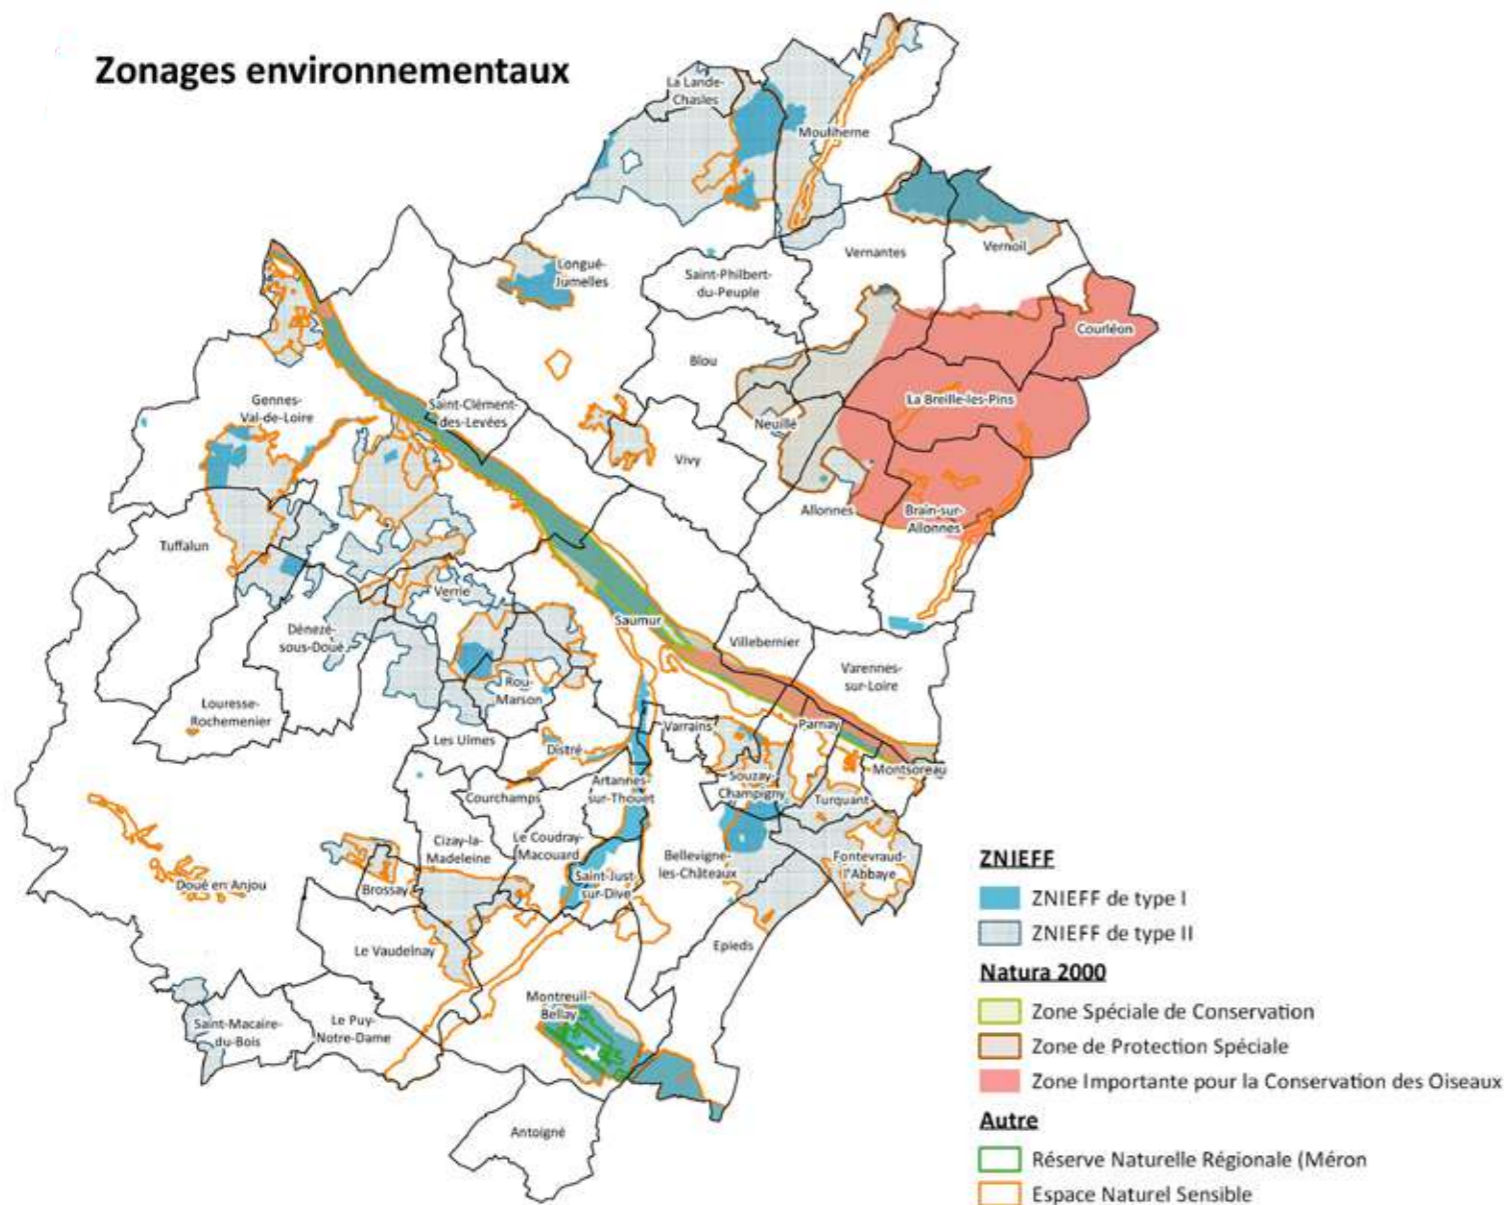 Zonages environnementaux
La Lande-
Chasles
Mouliherne
Vernantes
Vernoil
Longué-
Jumelles
Saint-Philbert-
du-Peuple
Courléon
Blou
La Breille-les-Pins
Gennes-
Val-de-Loire
Saint-Clément-
des-Levées
Neuillé
Vivy
Allonnes
Brain-sur-
Allonnes
Tuffalun
Verrie
Dénezé-
sous-Doué
Saumur
Villebernier
Varennes-
sur-Loire
Rou-
Marson
Louresse-
Rochemenier
Les Ulmes
Distré
Varrains
Parnay
Montsoreau
Artannes-
sur-Thouet
Souzay-
Champigny
Turquant
Courchamps
Cizay-la-
Madeleine
Le Coudray-
Macouard
Bellevigne-
les-Châteaux
Fontevraud-
l'Abbaye
Saint-Just-
sur-Dive
Doué en Anjou
Brossay
Le Vaudelnay
Epieds
Montreuil-
Bellay
Saint-Macaire-
du-Bois
Le Puy-
Notre-Dame
Antoigné
ZNIEFF
ZNIEFF de type I
ZNIEFF de type II
Natura 2000
Zone Spéciale de Conservation
Zone de Protection Spéciale
Zone Importante pour la Conservation des Oiseaux
Autre
Réserve Naturelle Régionale (Méron
Espace Naturel Sensible